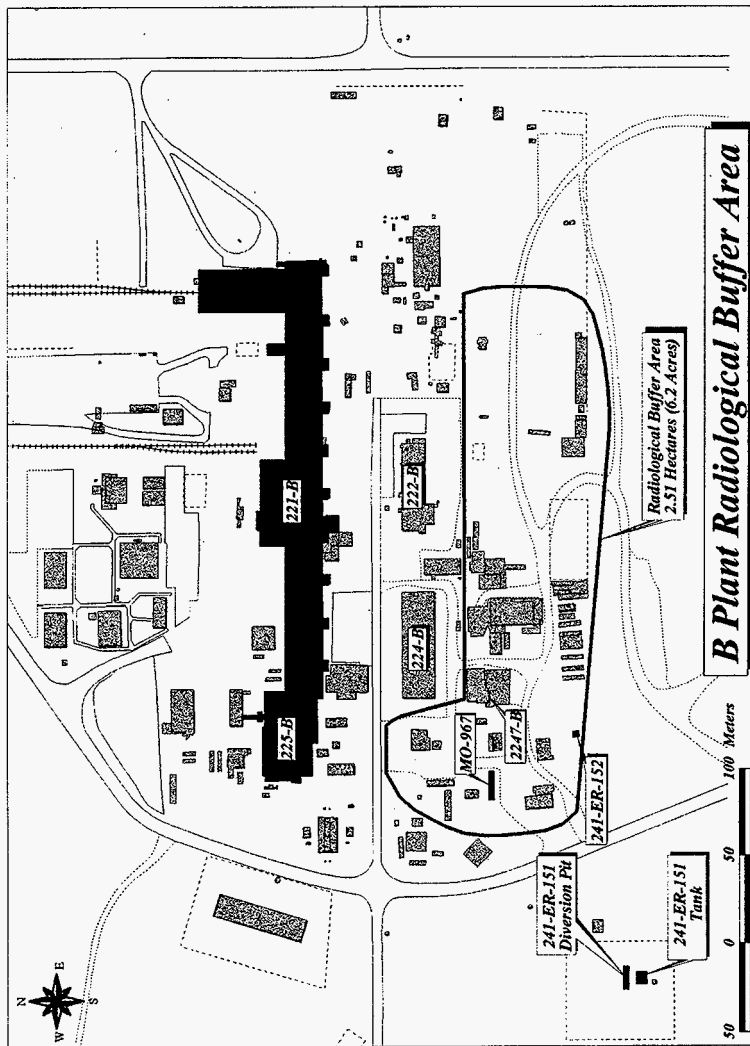 N
W E
S
221-B
225-B
222-B
224-B
MO-967
2247-B
241-ER-152
241-ER-151
Diversion Pit
241-ER-151
Tank
Radiological Buffer Area
2.51 Hectares (6.2 Acres)
50 0 50 100 Meters
B Plant Radiological Buffer Area